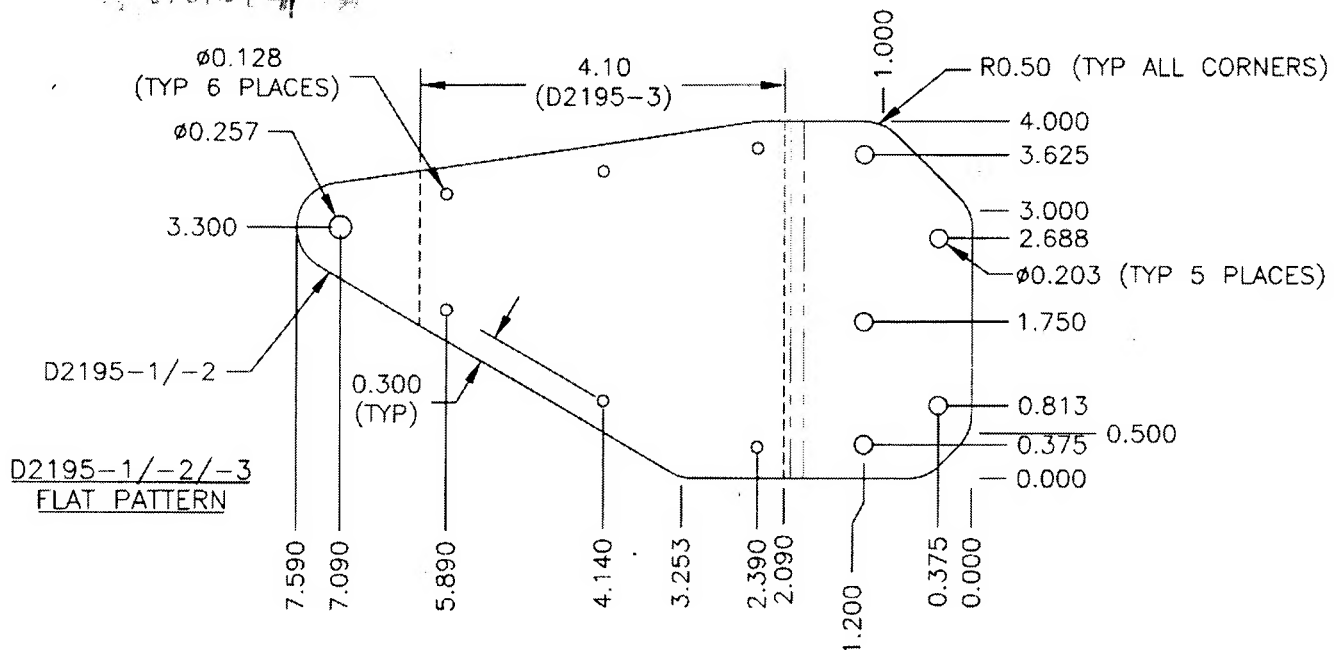 ø0.128
(TYP 6 PLACES)
4.10
(D2195-3)
1.000
R0.50 (TYP ALL CORNERS)
ø0.257
4.000
3.625
3.300
3.000
2.688
ø0.203 (TYP 5 PLACES)
1.750
D2195-1/-2
0.300
(TYP)
0.813
0.500
0.375
0.000
D2195-1/-2/-3
FLAT PATTERN
7.590
7.090
5.890
4.140
3.253
2.390
2.090
1.200
0.375
0.000